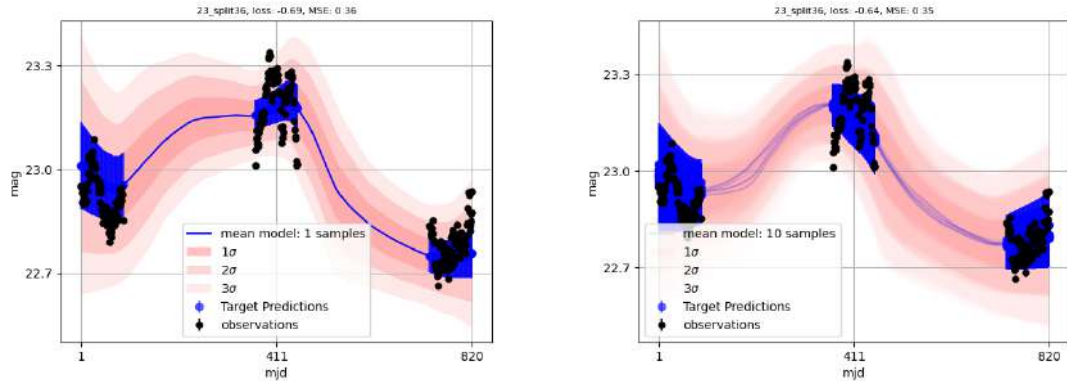 23_split36, loss: -0.69, MSE: 0.36
23.3
23.0
22.7
mag
mean model: 1 samples
1σ
2σ
3σ
Target Predictions
observations
1
411
820
mjd
23_split36, loss: -0.64, MSE: 0.35
23.3
23.0
22.7
mag
mean model: 10 samples
1σ
2σ
3σ
Target Predictions
observations
1
411
820
mjd